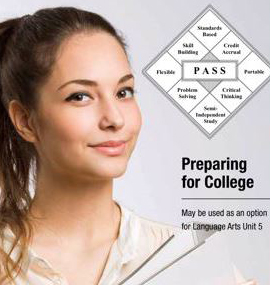 Standards
Based
Skill
Building
Credit
Accrual
Flexible
PASS
Portable
Problem
Solving
Critical
Thinking
Semi-
Independent
Study
Preparing
for College
May be used as an option
for Language Arts Unit 5